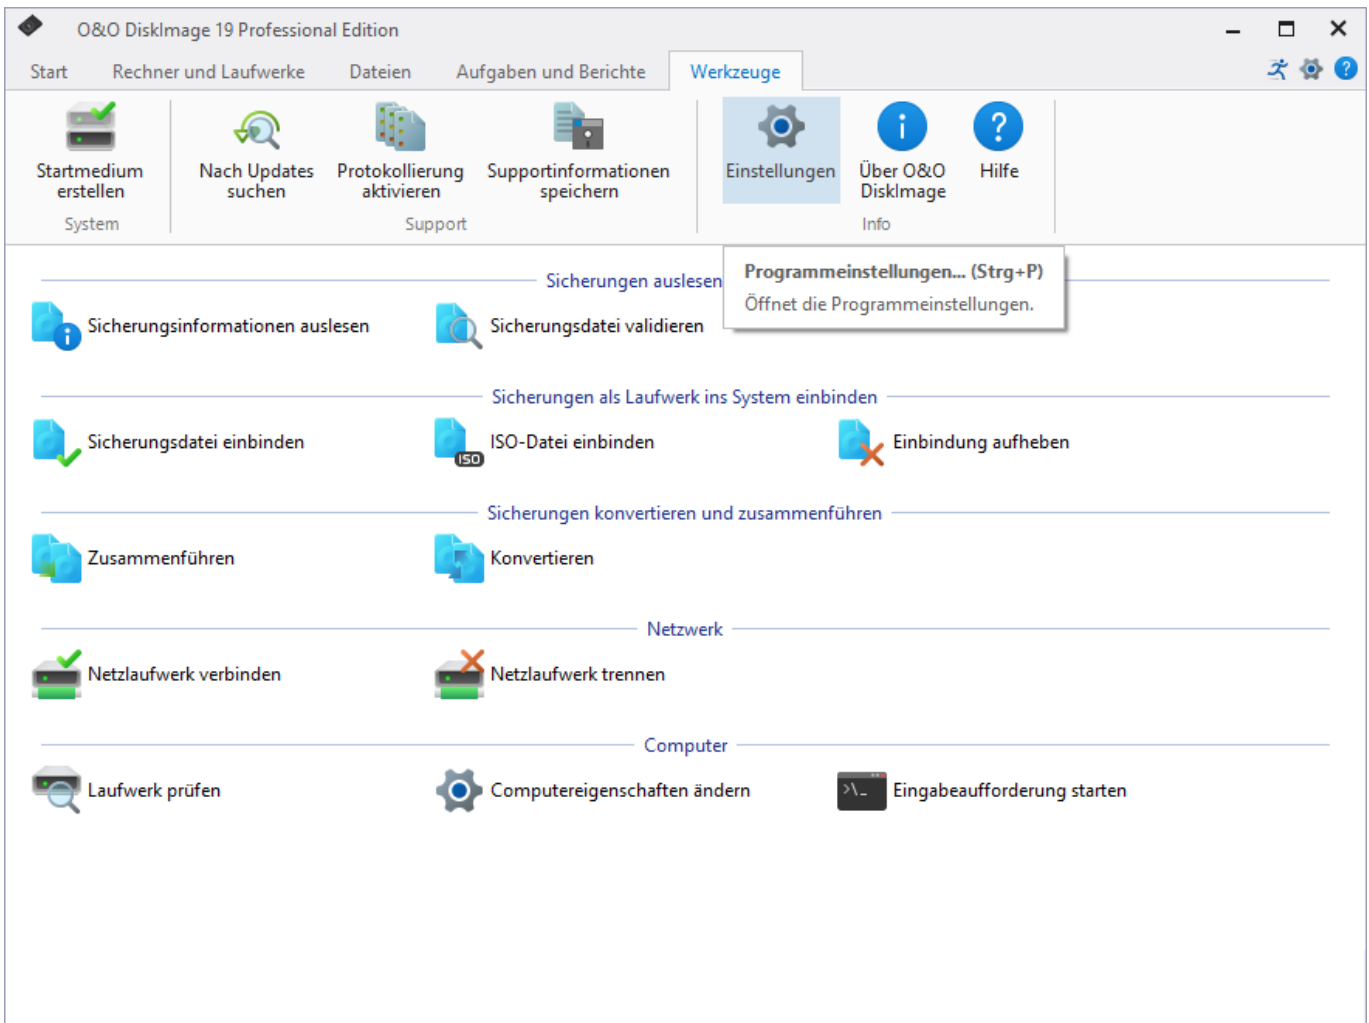 O&O DiskImage 19 Professional Edition
Start Rechner und Laufwerke Dateien Aufgaben und Berichte Werkzeuge
Startmedium erstellen
Nach Updates suchen
Protokollierung aktivieren
Supportinformationen speichern
Einstellungen
Über O&O DiskImage
Hilfe
System Support Info
Programmeinstellungen... (Strg+P)
Öffnet die Programmeinstellungen.
Sicherungen auslesen
Sicherungsinformationen auslesen Sicherungsdatei validieren
Sicherungen als Laufwerk ins System einbinden
Sicherungsdatei einbinden ISO ISO-Datei einbinden Einbindung aufheben
Sicherungen konvertieren und zusammenführen
Zusammenführen Konvertieren
Netzwerk
Netzlaufwerk verbinden Netzlaufwerk trennen
Computer
Laufwerk prüfen Computereigenschaften ändern Eingabeaufforderung starten